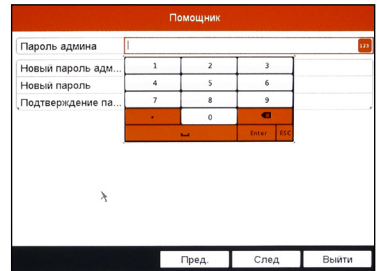 Помощник
Пароль админа
123
Новый пароль адм...
1 2 3
Новый пароль
4 5 6
Подтверждение па...
7 8 9
. 0
Enter ESC
Пред. След Выйти